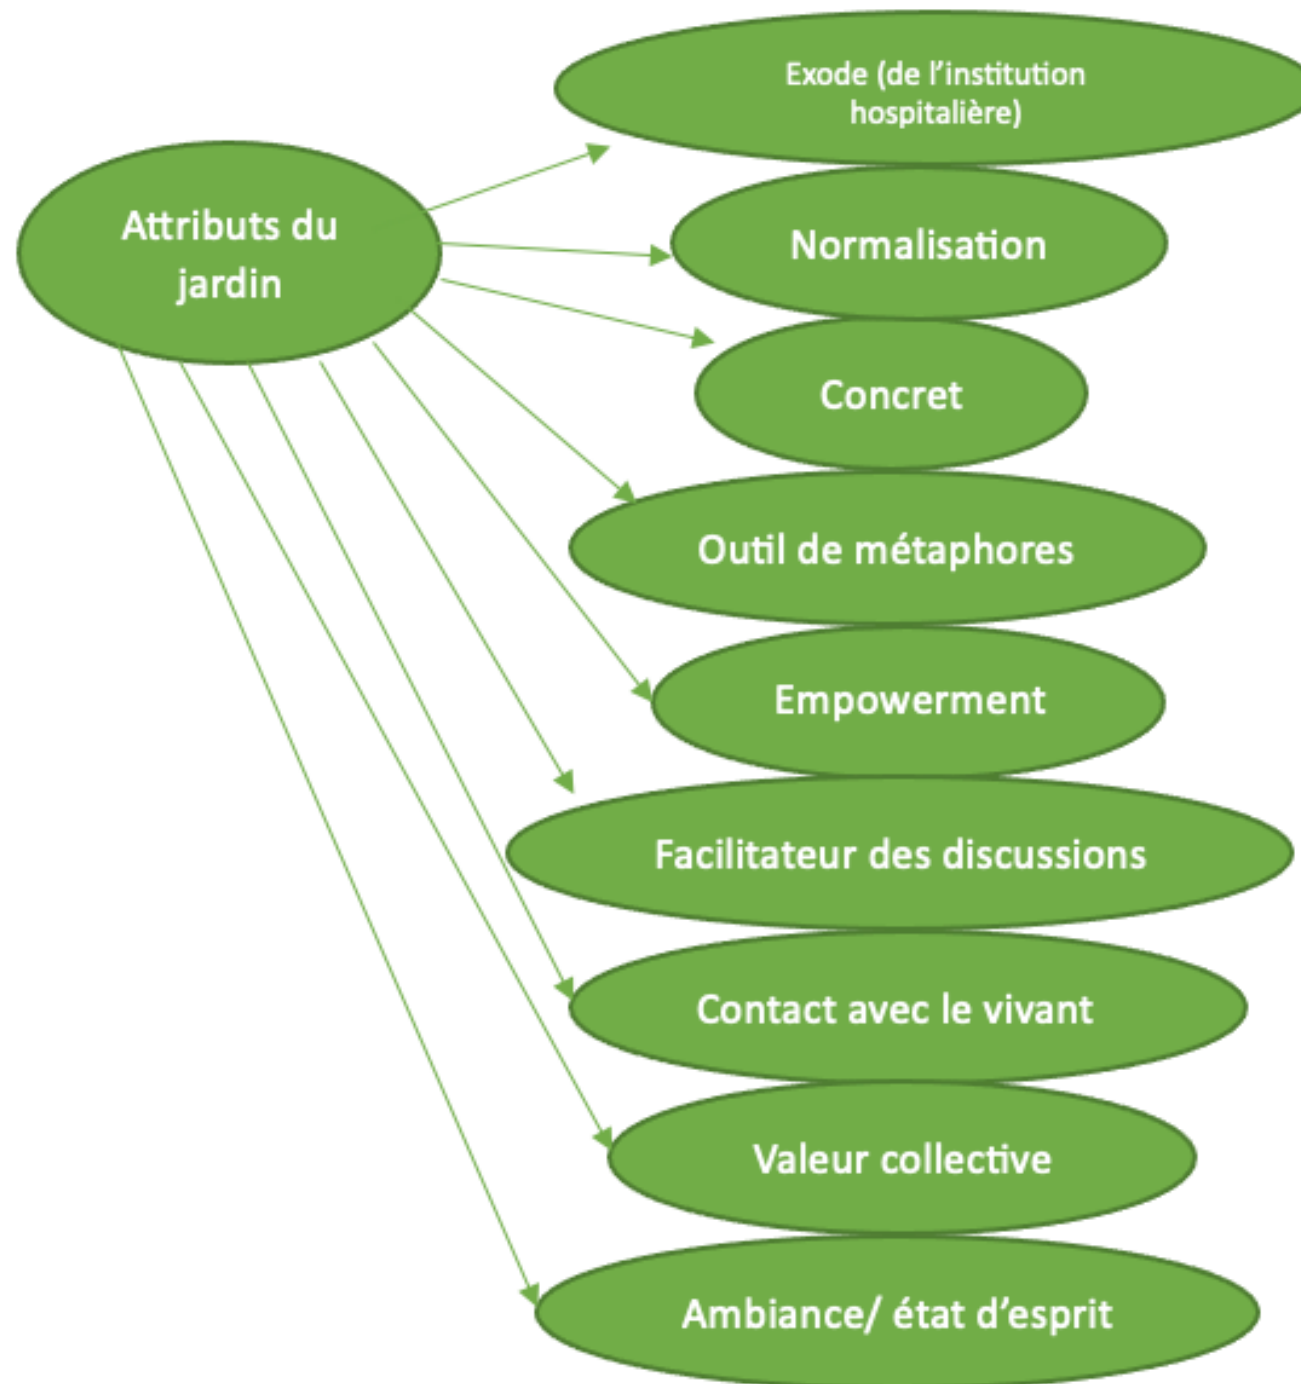 Exode (de l’institution
hospitalière)
Attributs du
jardin
Normalisation
Concret
Outil de métaphores
Empowerment
Facilitateur des discussions
Contact avec le vivant
Valeur collective
Ambiance/ état d’esprit